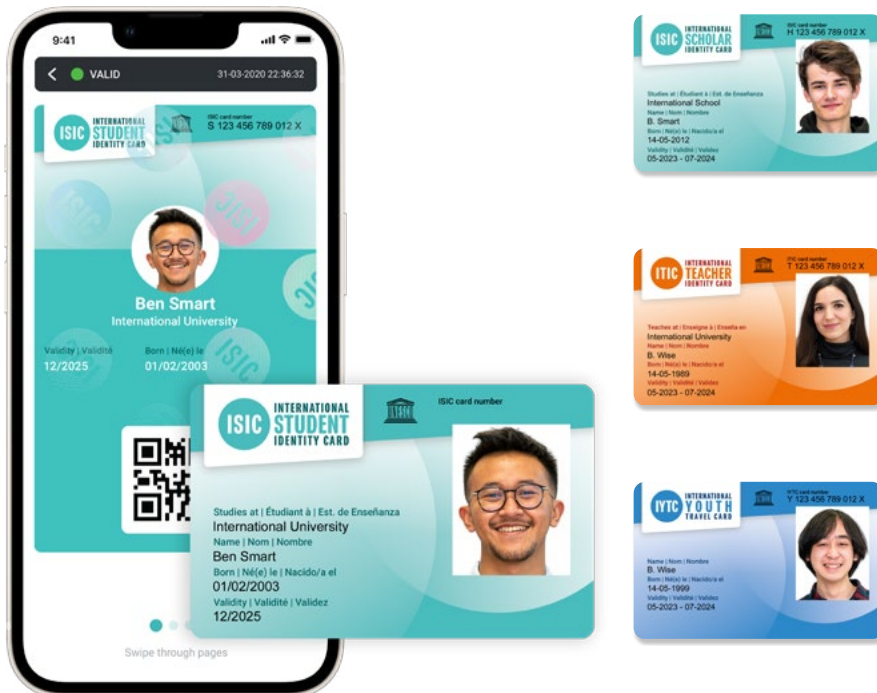 9:41
VALID
31-03-2020 22:36:32
ISIC
INTERNATIONAL
STUDENT
IDENTITY CARD
ISIC card number
S 123 456 789 012 X
ISIC
ISIC
ISIC
ISIC
Ben Smart
International University
Validity | Validité
Born | Né(e) le
12/2025
01/02/2003
Swipe through pages
ISIC
INTERNATIONAL
STUDENT
IDENTITY CARD
UNESCO
ISIC card number
Studies at | Étudiant à | Est. de Enseñanza
International University
Name | Nom | Nombre
Ben Smart
Born | Né(e) le | Nacido/a el
01/02/2003
Validity | Validité | Validez
12/2025
ISIC
INTERNATIONAL
SCHOLAR
IDENTITY CARD
ISIC card number
H 123 456 789 012 X
Studies at | Étudiant à | Est. de Enseñanza
International School
Name | Nom | Nombre
B. Smart
Born | Né(e) le | Nacido/a el
14-05-2012
Validity | Validité | Validez
05-2023 - 07-2024
ITIC
INTERNATIONAL
TEACHER
IDENTITY CARD
ITIC card number
T 123 456 789 012 X
Teaches at | Enseigne à | Enseña en
International University
Name | Nom | Nombre
B. Wise
Born | Né(e) le | Nacido/a el
14-05-1989
Validity | Validité | Validez
05-2023 - 07-2024
IYTC
INTERNATIONAL
YOUTH
TRAVEL CARD
IYTC card number
Y 123 456 789 012 X
Name | Nom | Nombre
B. Wise
Born | Né(e) le | Nacido/a el
14-05-1999
Validity | Validité | Validez
05-2023 - 07-2024